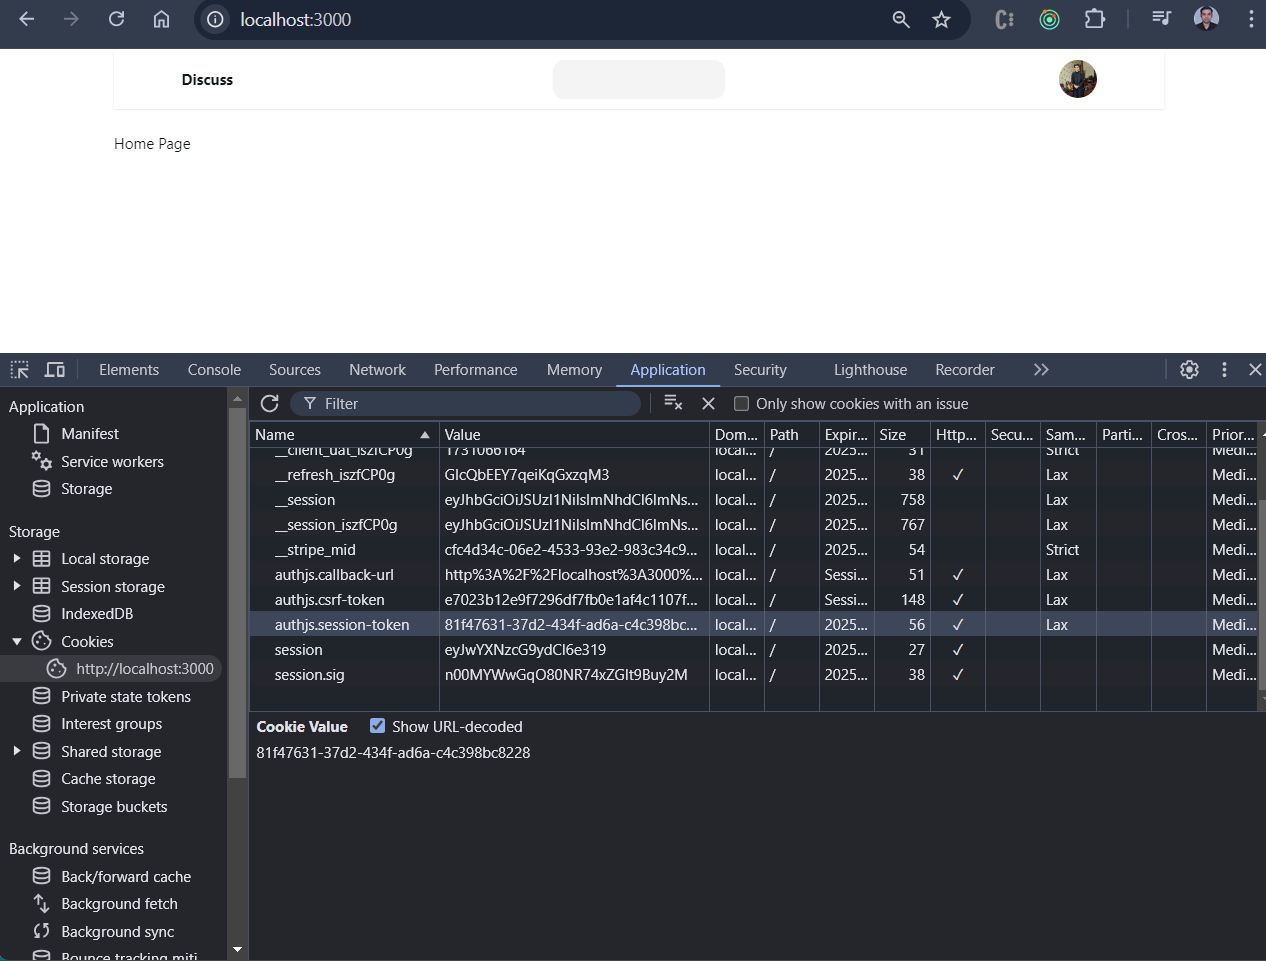 localhost:3000
Discuss
Home Page
Elements Console Sources Network Performance Memory Application Security Lighthouse Recorder
Application
Manifest
Service workers
Storage
Storage
Local storage
Session storage
IndexedDB
Cookies
http://localhost:3000
Private state tokens
Interest groups
Shared storage
Cache storage
Storage buckets
Background services
Back/forward cache
Background fetch
Background sync
Bounce tracking miti
Filter Only show cookies with an issue
Name Value Dom... Path Expir... Size Http... Secu... Sam... Parti... Cros... Prior...
__client_uat_iszfCP0g 1731066164 local... / 2025... 31 Strict Medi...
__refresh_iszfCP0g GlcQbEEY7qeiKqGxzqM3 local... / 2025... 38 ✓ Lax Medi...
__session eyJhbGciOiJSUzI1NiIsImNhdCI6ImNs... local... / 2025... 758 Lax Medi...
__session_iszfCP0g eyJhbGciOiJSUzI1NiIsImNhdCI6ImNs... local... / 2025... 767 Lax Medi...
__stripe_mid cfc4d34c-06e2-4533-93e2-983c34c9... local... / 2025... 54 Strict Medi...
authjs.callback-url http%3A%2F%2Flocalhost%3A3000%... local... / Sessi... 51 ✓ Lax Medi...
authjs.csrf-token e7023b12e9f7296df7fb0e1af4c1107f... local... / Sessi... 148 ✓ Lax Medi...
authjs.session-token 81f47631-37d2-434f-ad6a-c4c398bc... local... / 2025... 56 ✓ Lax Medi...
session eyJwYXNzcG9ydCI6e319 local... / 2025... 27 ✓ Medi...
session.sig n00MYWwGqO80NR74xZGIt9Buy2M local... / 2025... 38 ✓ Medi...
Cookie Value Show URL-decoded
81f47631-37d2-434f-ad6a-c4c398bc8228